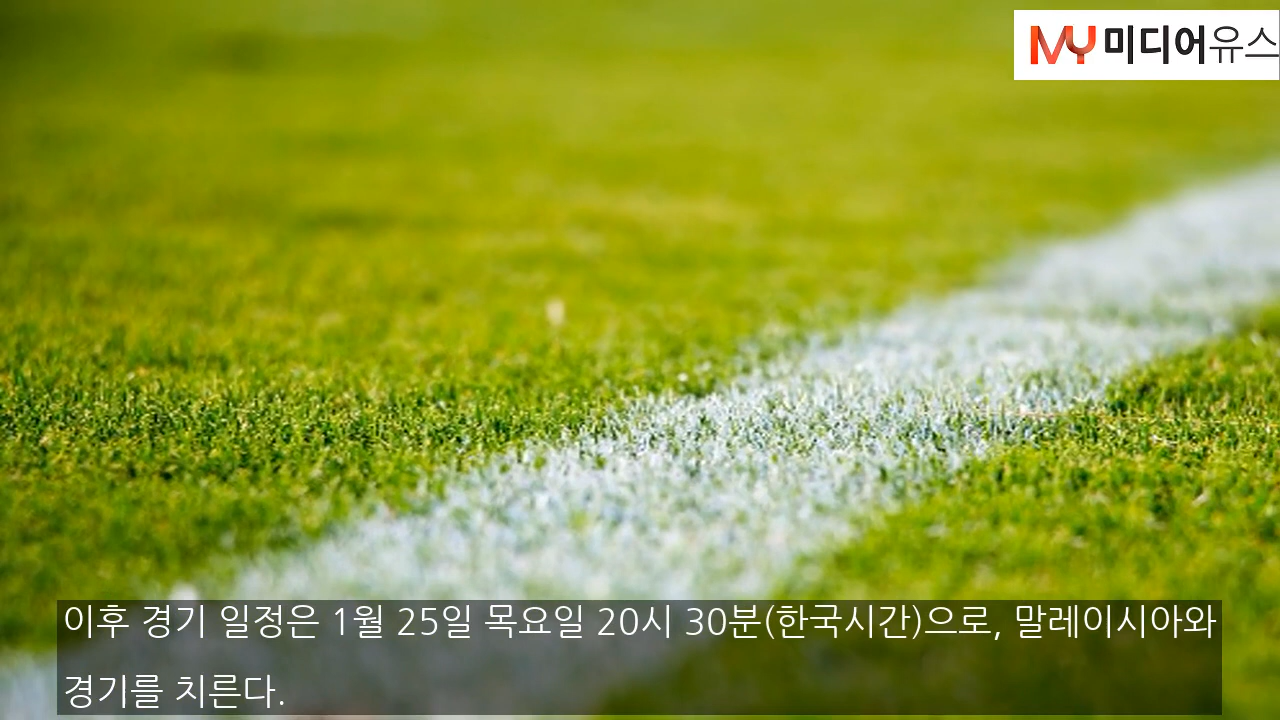 MY 미디어유스
이후 경기 일정은 1월 25일 목요일 20시 30분(한국시간)으로, 말레이시아와
경기를 치른다.